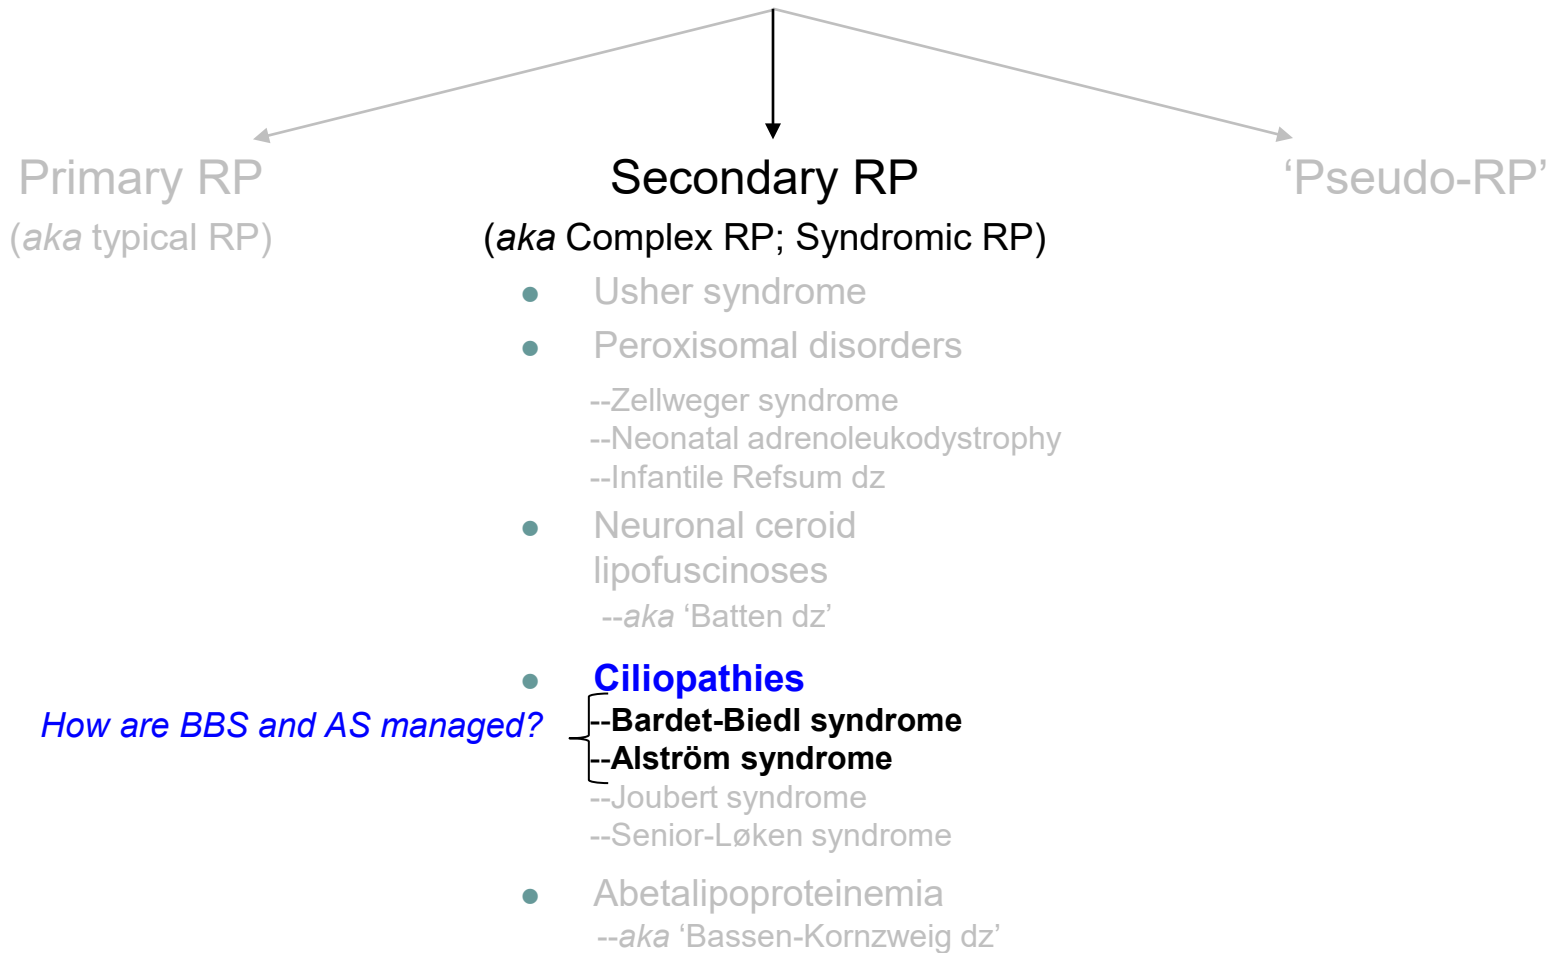 Primary RP
(aka typical RP)
Secondary RP
(aka Complex RP; Syndromic RP)
‘Pseudo-RP’
● Usher syndrome
● Peroxisomal disorders
--Zellweger syndrome
--Neonatal adrenoleukodystrophy
--Infantile Refsum dz
● Neuronal ceroid
lipofuscinoses
--aka ‘Batten dz’
● Ciliopathies
How are BBS and AS managed?
--Bardet-Biedl syndrome
--Alström syndrome
--Joubert syndrome
--Senior-Løken syndrome
● Abetalipoproteinemia
--aka ‘Bassen-Kornzweig dz’